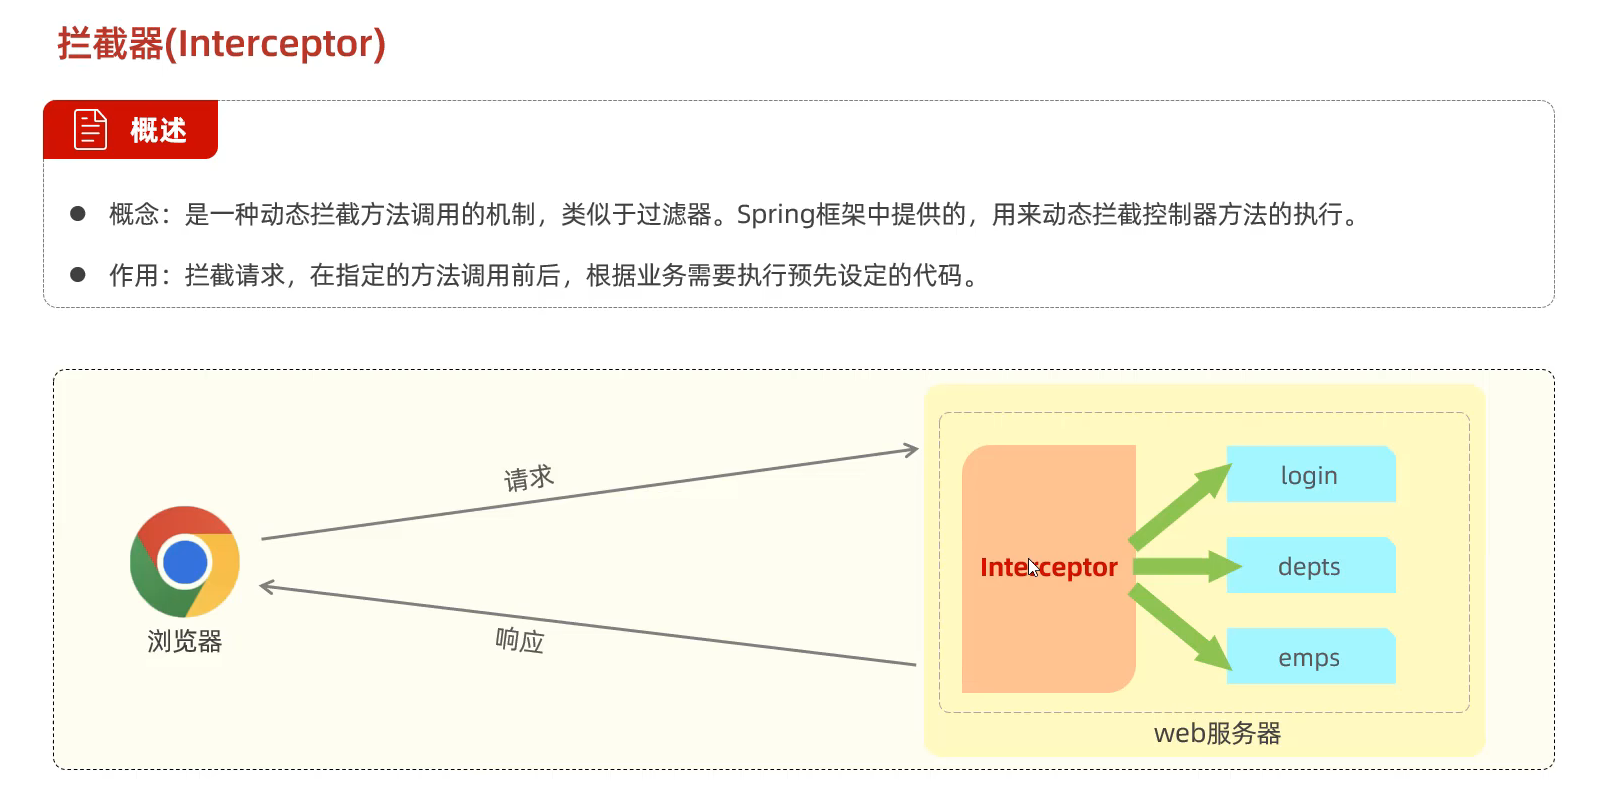 拦截器(Interceptor)
概述
概念：是一种动态拦截方法调用的机制，类似于过滤器。Spring框架中提供的，用来动态拦截控制器方法的执行。
作用：拦截请求，在指定的方法调用前后，根据业务需要执行预先设定的代码。
请求
login
Interceptor
depts
浏览器
响应
emps
web服务器